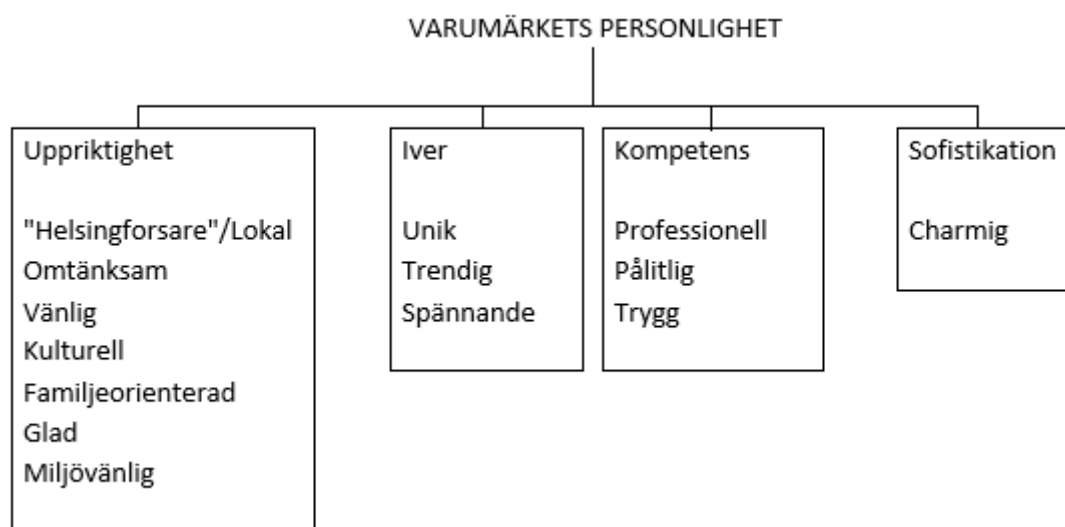 VARUMÄRKETS PERSONLIGHET
Uppriktighet
"Helsingforsare"/Lokal
Omtänksam
Vänlig
Kulturell
Familjeorienterad
Glad
Miljövänlig
Iver
Unik
Trendig
Spännande
Kompetens
Professionell
Pålitlig
Trygg
Sofistikation
Charmig